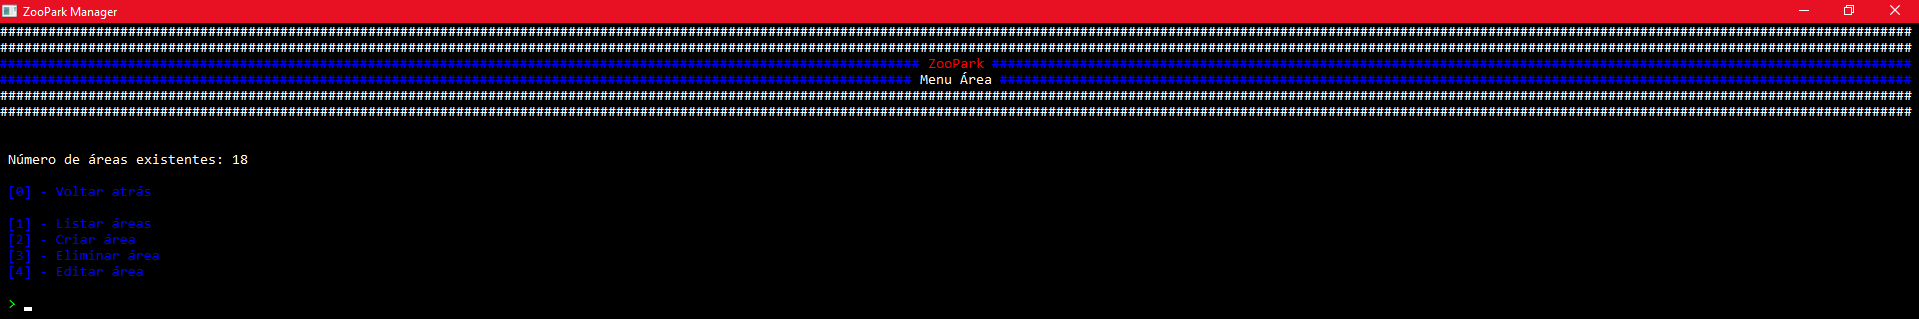 ZooPark Manager
###############################################################################################################################################################################################################################################
###############################################################################################################################################################################################################################################
################################################################################################################### ZooPark ###################################################################################################################
################################################################################################################## Menu Área ##################################################################################################################
###############################################################################################################################################################################################################################################
###############################################################################################################################################################################################################################################
Número de áreas existentes: 18
[0] - Voltar atrás
[1] - Listar áreas
[2] - Criar área
[3] - Eliminar área
[4] - Editar área
>